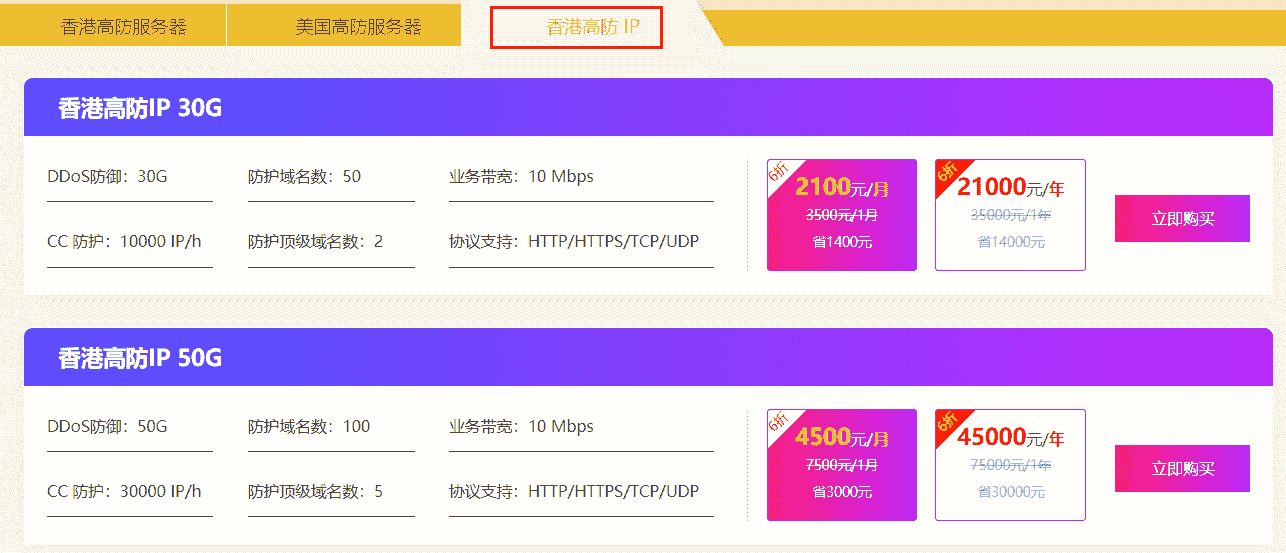 香港高防服务器 美国高防服务器 香港高防 IP
香港高防IP 30G
DDoS防御：30G 防护域名数：50 业务带宽：10 Mbps
CC 防护：10000 IP/h 防护顶级域名数：2 协议支持：HTTP/HTTPS/TCP/UDP
6折
2100元/月
3500元/1月
省1400元
6折
21000元/年
35000元/1年
省14000元
立即购买
香港高防IP 50G
DDoS防御：50G 防护域名数：100 业务带宽：10 Mbps
CC 防护：30000 IP/h 防护顶级域名数：5 协议支持：HTTP/HTTPS/TCP/UDP
6折
4500元/月
7500元/1月
省3000元
6折
45000元/年
75000元/1年
省30000元
立即购买